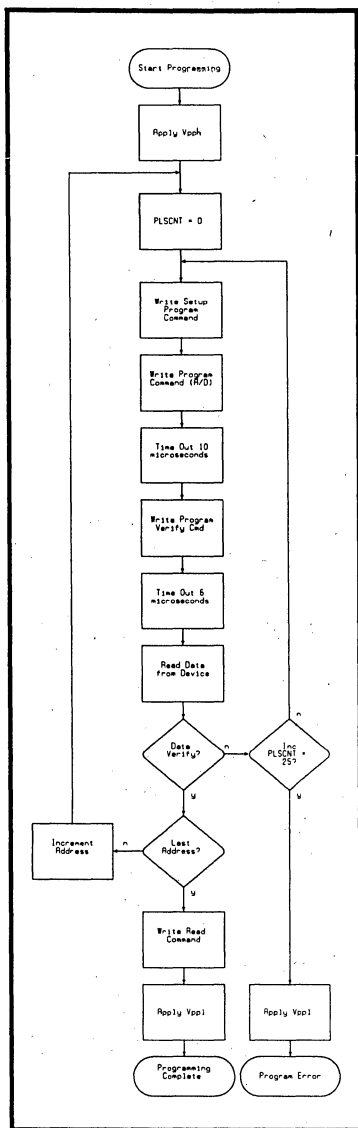 Start Programming
Apply Vpph
PLSCNT = 0
Write Setup
Program
Command
Write Program
Command (A/D)
Time Out 10
microseconds
Write Program
Verify Cmd
Time Out 6
microseconds
Read Data
from Device
Data
Verify?
n
Inc
PLSCNT =
25?
n
y
y
Last
Address?
n
Increment
Address
y
Write Read
Command
Apply Vppl
Apply Vppl
Programming
Complete
Program Error